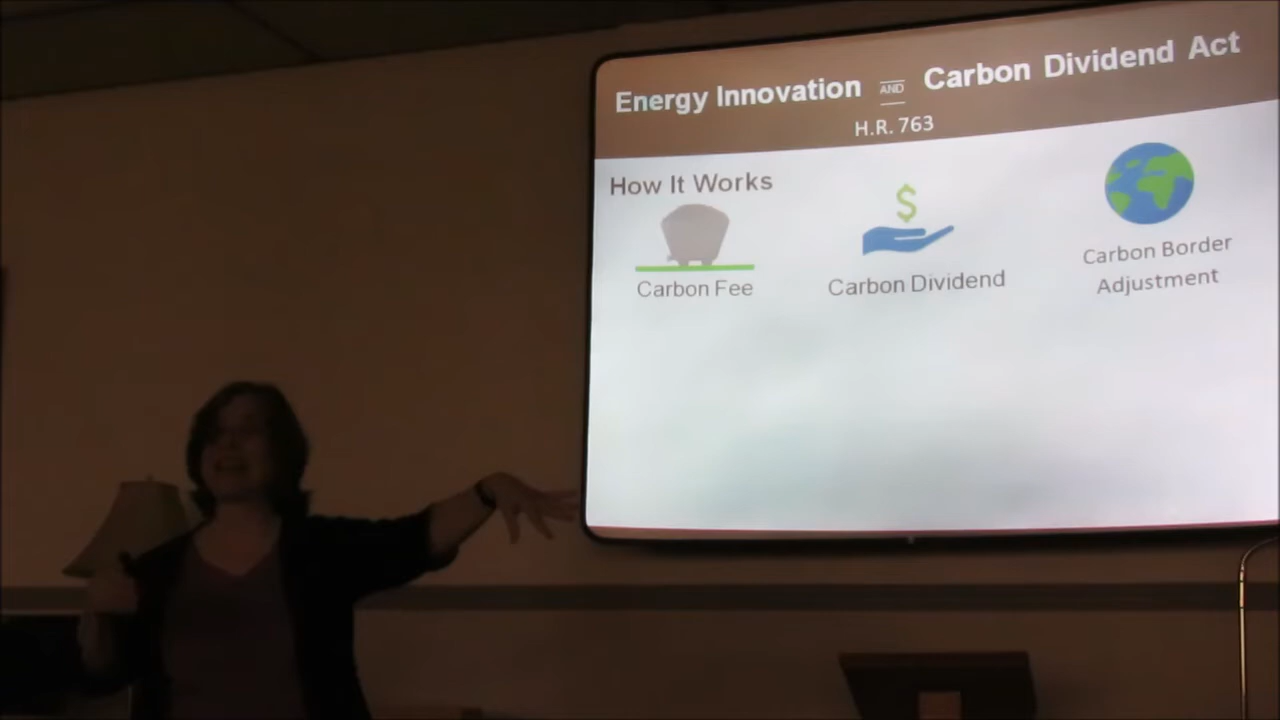 Energy Innovation AND Carbon Dividend Act
H.R. 763
How It Works
$
Carbon Fee
Carbon Dividend
Carbon Border
Adjustment